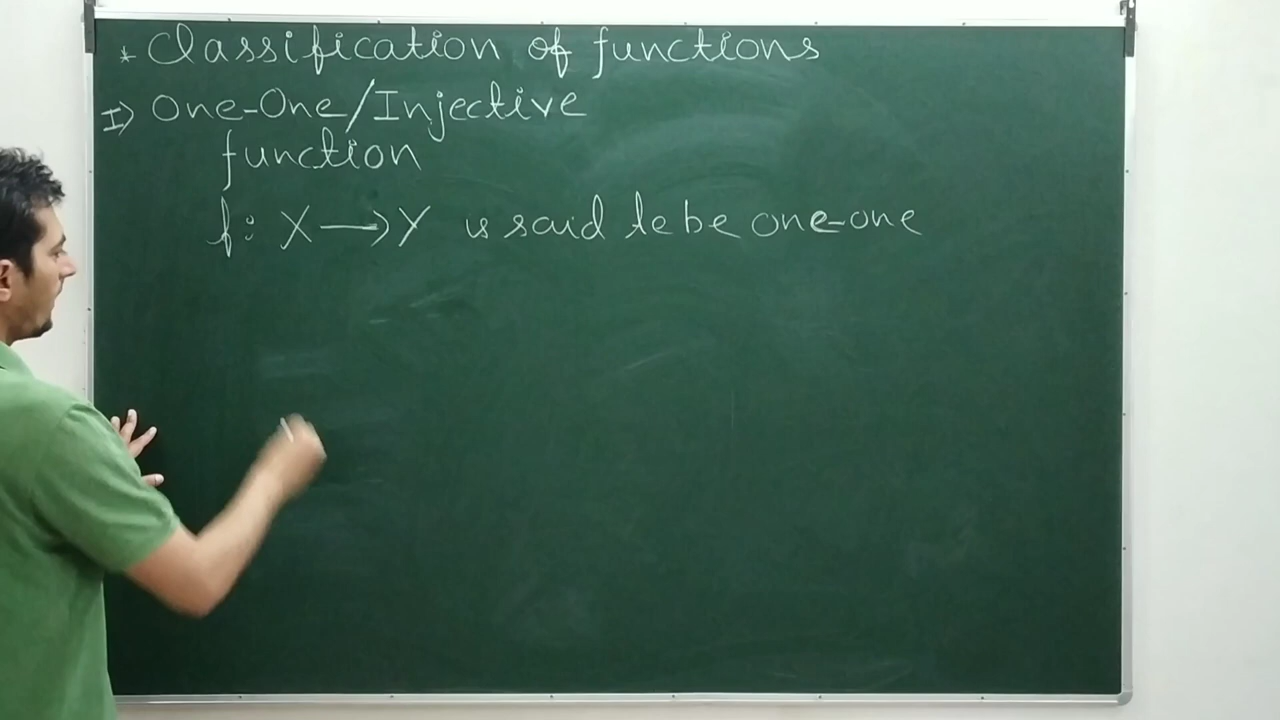 * Classification of functions
I) One-One/Injective
function
f: X → Y is said to be one-one